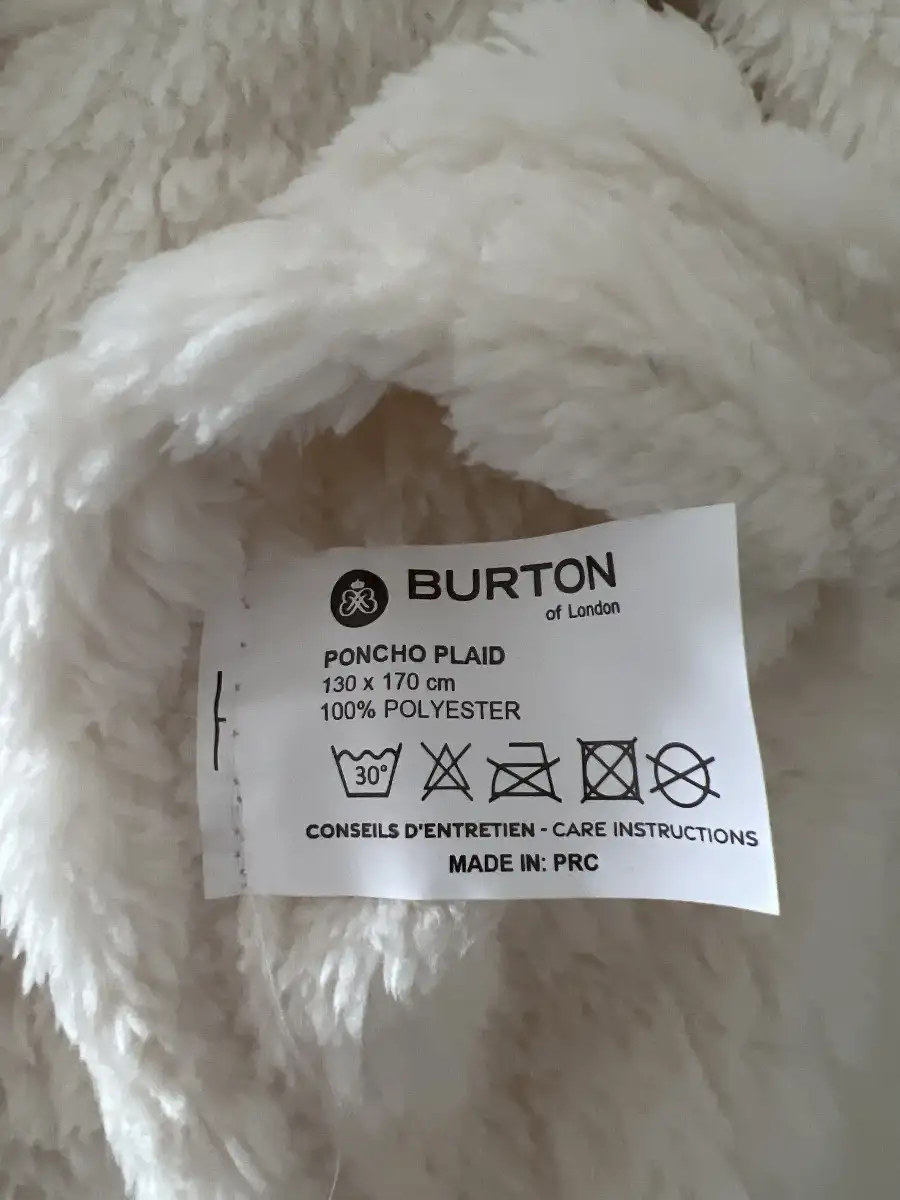 BURTON
of London
PONCHO PLAID
130 x 170 cm
100% POLYESTER
30°
CONSEILS D'ENTRETIEN - CARE INSTRUCTIONS
MADE IN: PRC